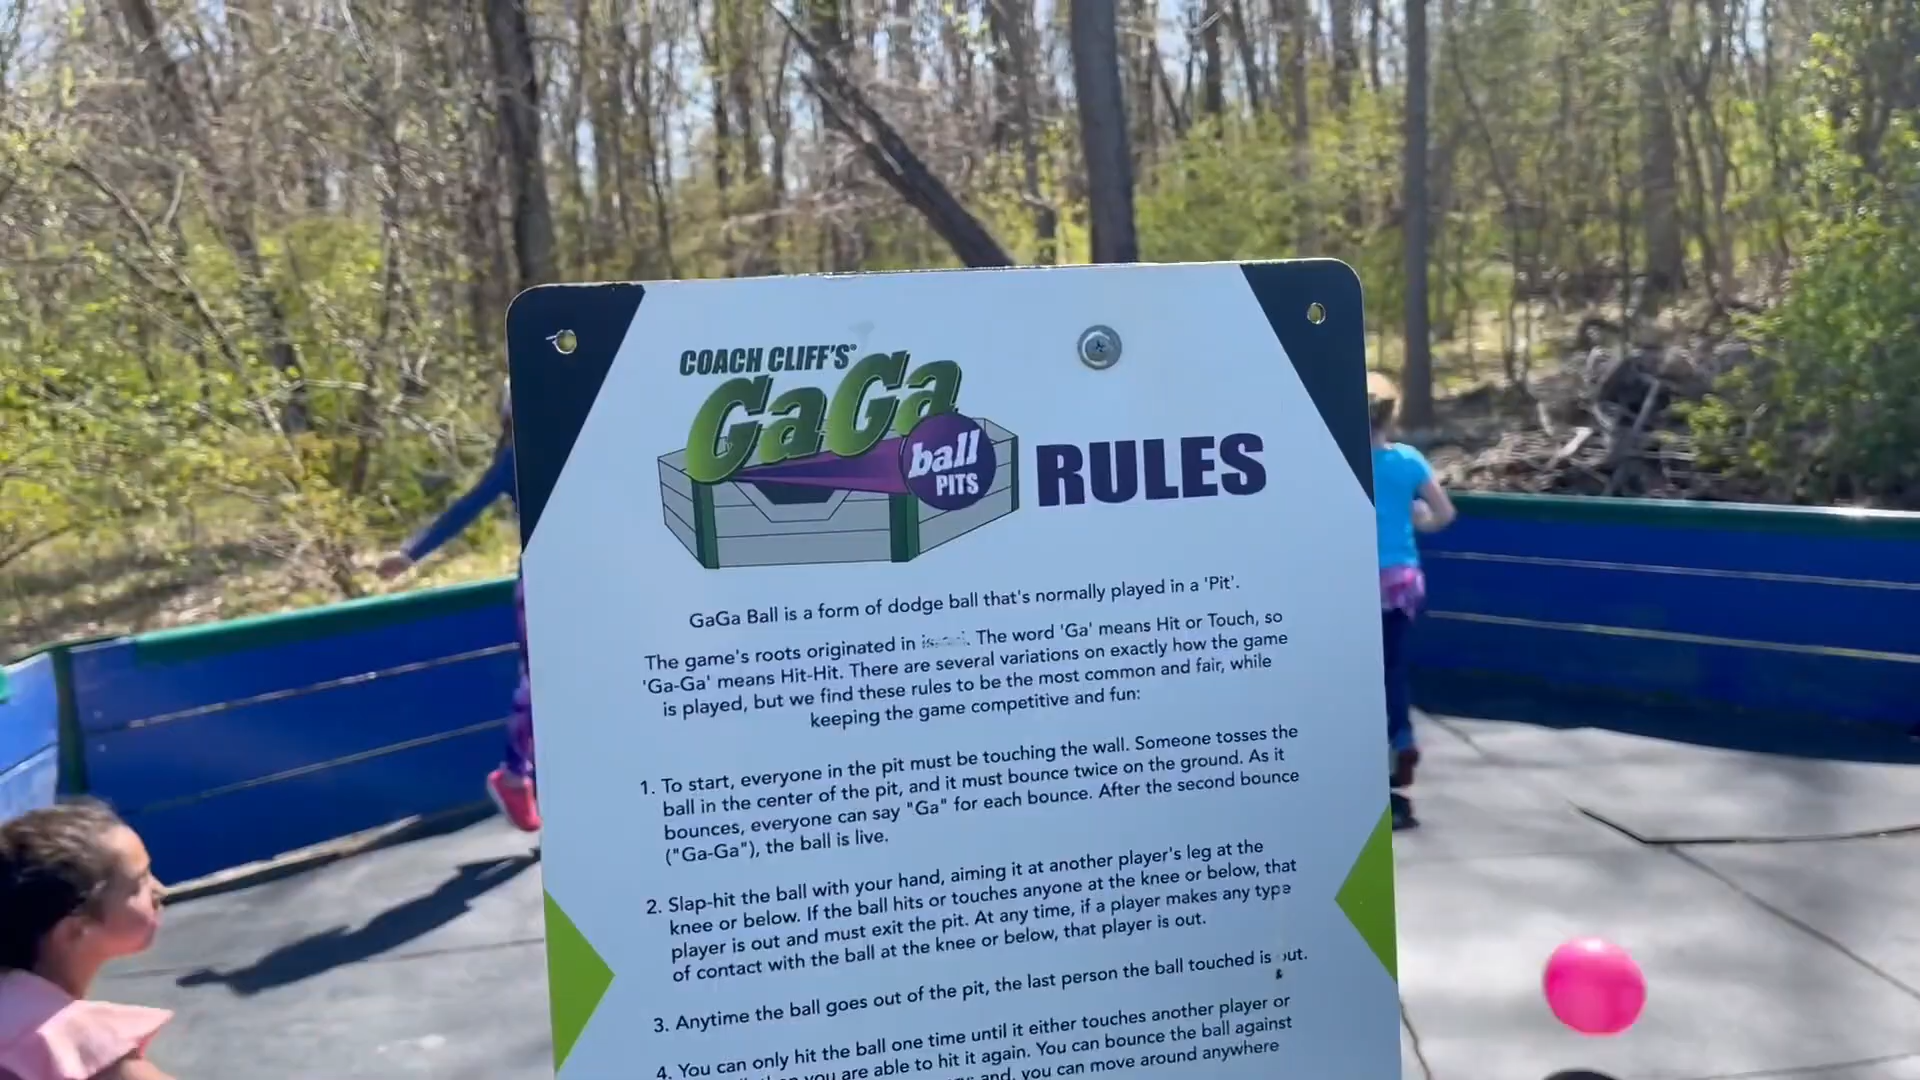 COACH CLIFF'S®
GaGa
ball
PITS
RULES
GaGa Ball is a form of dodge ball that's normally played in a 'Pit'.
The game's roots originated in . The word 'Ga' means Hit or Touch, so
'Ga-Ga' means Hit-Hit. There are several variations on exactly how the game
is played, but we find these rules to be the most common and fair, while
keeping the game competitive and fun:
1. To start, everyone in the pit must be touching the wall. Someone tosses the
ball in the center of the pit, and it must bounce twice on the ground. As it
bounces, everyone can say "Ga" for each bounce. After the second bounce
("Ga-Ga"), the ball is live.
2. Slap-hit the ball with your hand, aiming it at another player's leg at the
knee or below. If the ball hits or touches anyone at the knee or below, that
player is out and must exit the pit. At any time, if a player makes any type
of contact with the ball at the knee or below, that player is out.
3. Anytime the ball goes out of the pit, the last person the ball touched is out.
4. You can only hit the ball one time until it either touches another player or
you are able to hit it again. You can bounce the ball against
and, you can move around anywhere